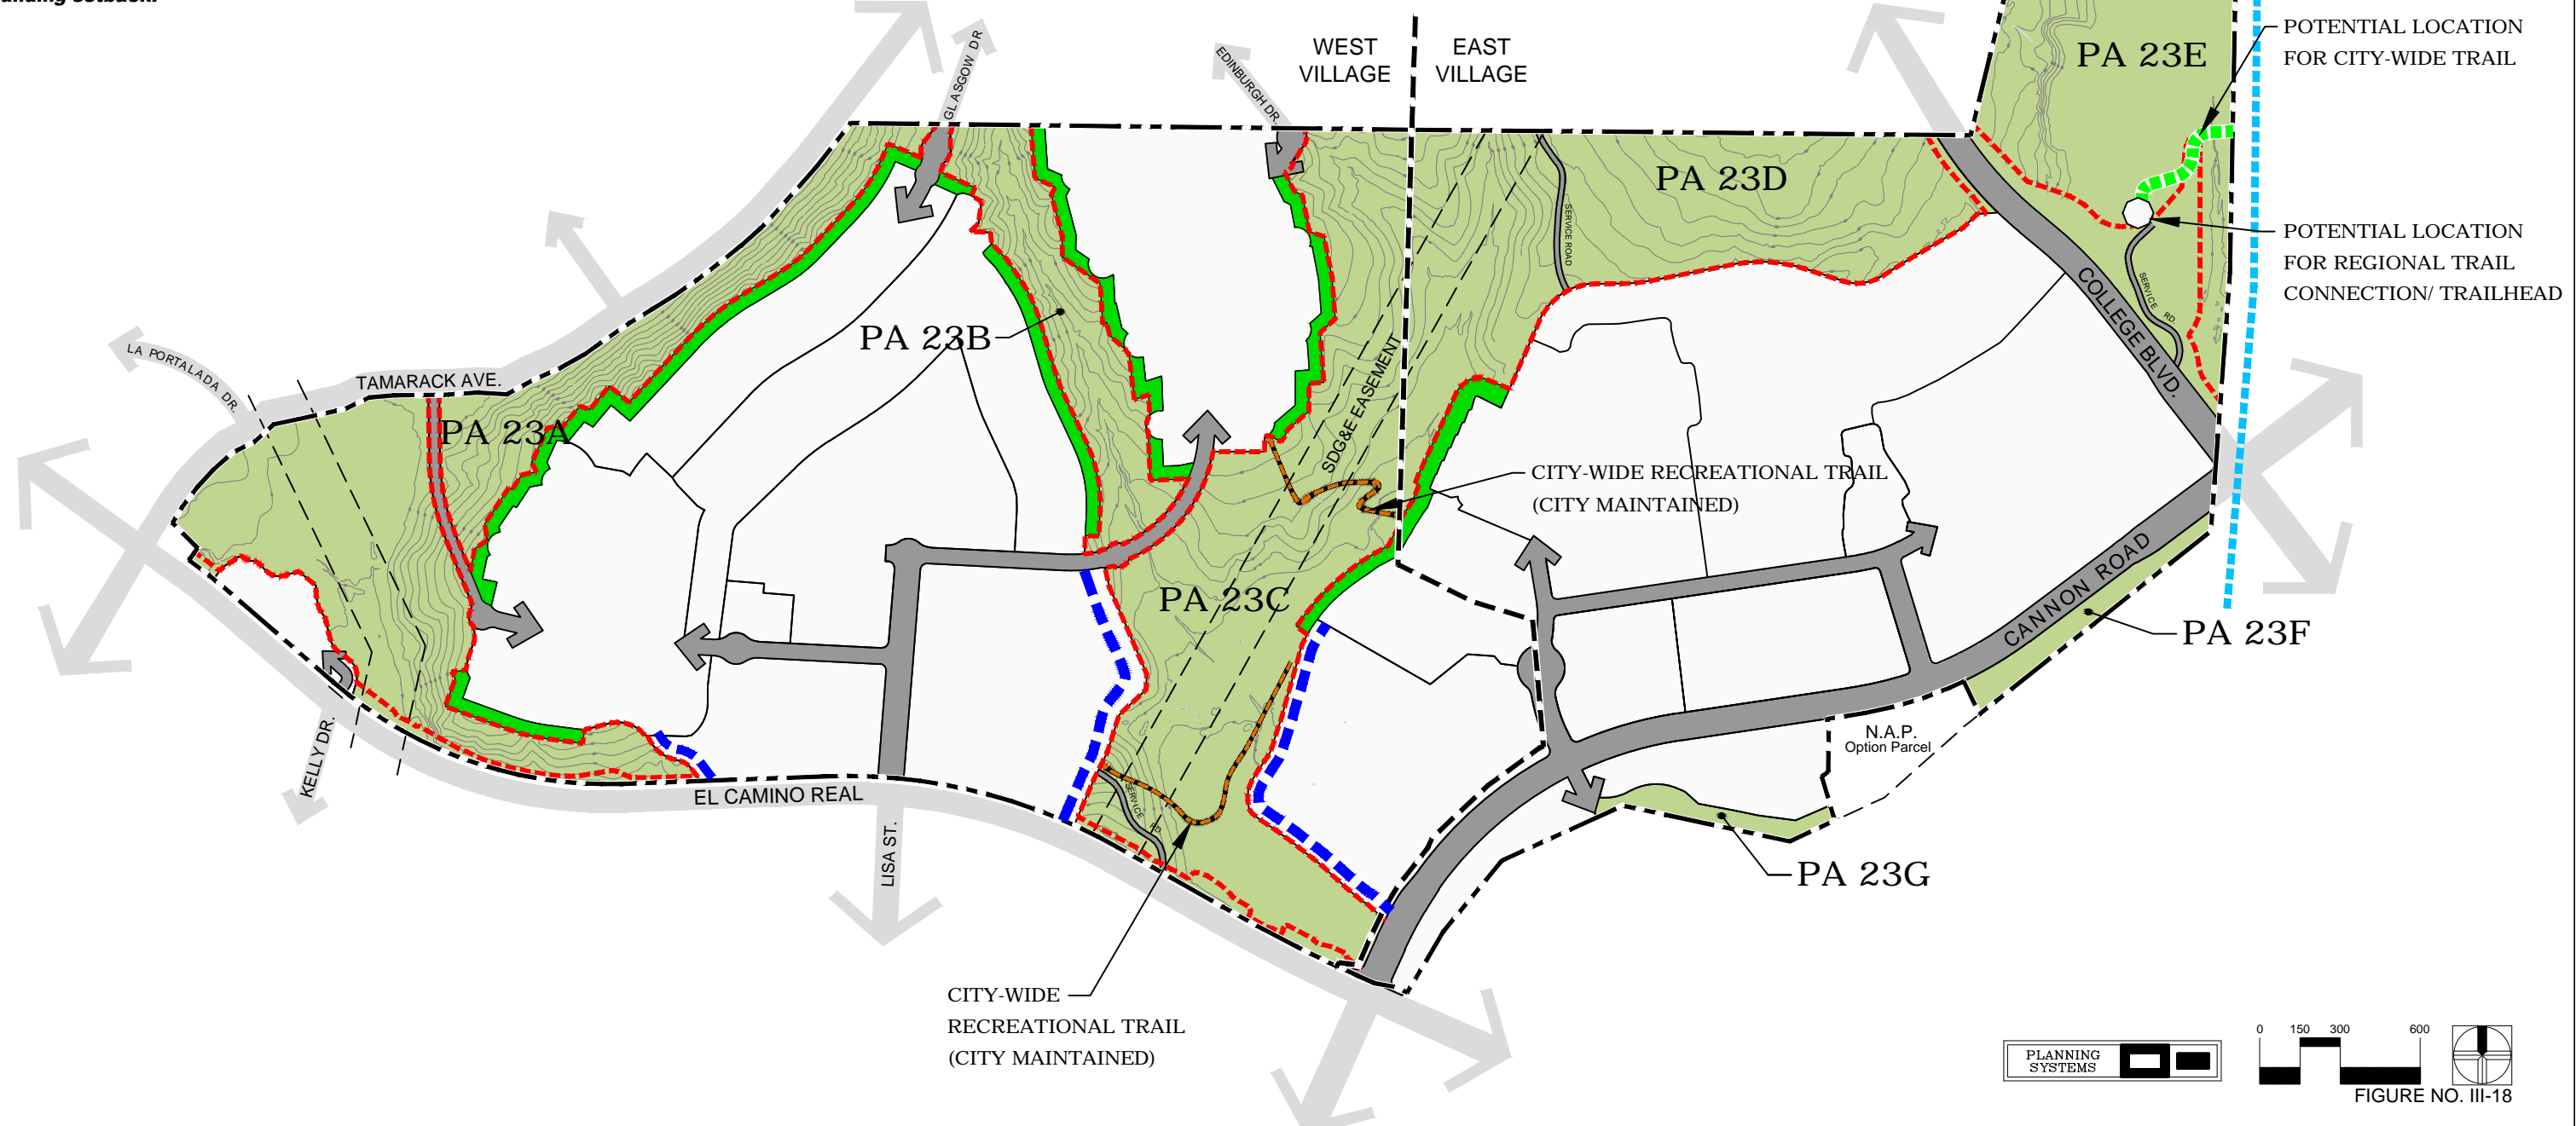 GLASGOW DR
EDINBURGH DR.
WEST
VILLAGE
EAST
VILLAGE
PA 23E
POTENTIAL LOCATION
FOR CITY-WIDE TRAIL
PA 23D
SERVICE ROAD
POTENTIAL LOCATION
FOR REGIONAL TRAIL
CONNECTION/ TRAILHEAD
SERVICE RD.
COLLEGE BLVD.
PA 23B
LA PORTALADA DR.
TAMARACK AVE.
PA 23A
SDG&E EASEMENT
CITY-WIDE RECREATIONAL TRAIL
(CITY MAINTAINED)
PA 23C
CANNON ROAD
PA 23F
N.A.P.
Option Parcel
KELLY DR.
EL CAMINO REAL
SERVICE RD.
LISA ST.
PA 23G
CITY-WIDE
RECREATIONAL TRAIL
(CITY MAINTAINED)
PLANNING
SYSTEMS
0 150 300 600
FIGURE NO. III-18